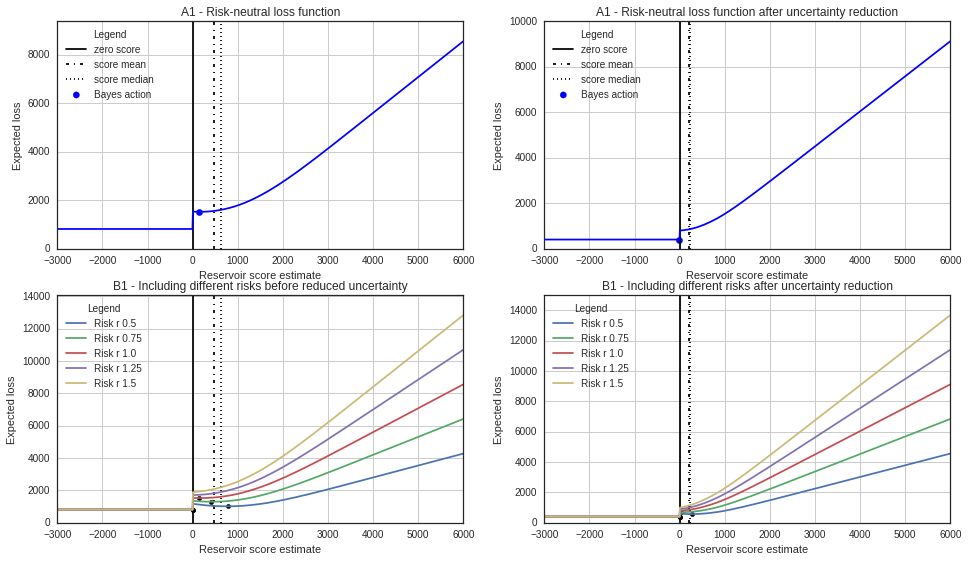 A1 - Risk-neutral loss function
Expected loss
8000
6000
4000
2000
0
Legend
zero score
score mean
score median
Bayes action
−3000 −2000 −1000 0 1000 2000 3000 4000 5000 6000
Reservoir score estimate
A1 - Risk-neutral loss function after uncertainty reduction
Expected loss
10000
8000
6000
4000
2000
0
Legend
zero score
score mean
score median
Bayes action
−3000 −2000 −1000 0 1000 2000 3000 4000 5000 6000
Reservoir score estimate
B1 - Including different risks before reduced uncertainty
Expected loss
14000
12000
10000
8000
6000
4000
2000
0
Legend
Risk r 0.5
Risk r 0.75
Risk r 1.0
Risk r 1.25
Risk r 1.5
−3000 −2000 −1000 0 1000 2000 3000 4000 5000 6000
Reservoir score estimate
B1 - Including different risks after uncertainty reduction
Expected loss
14000
12000
10000
8000
6000
4000
2000
0
Legend
Risk r 0.5
Risk r 0.75
Risk r 1.0
Risk r 1.25
Risk r 1.5
−3000 −2000 −1000 0 1000 2000 3000 4000 5000 6000
Reservoir score estimate